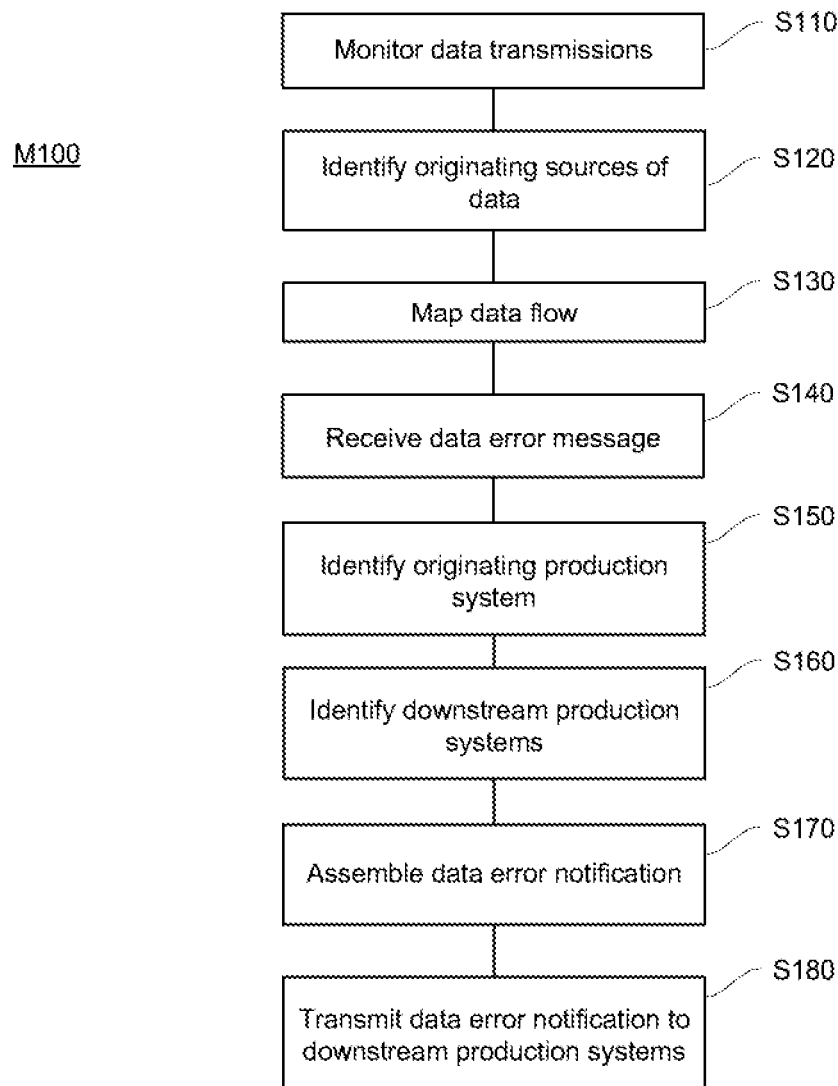 S110
Monitor data transmissions
M100
S120
Identify originating sources of
data
S130
Map data flow
S140
Receive data error message
S150
Identify originating production
system
S160
Identify downstream production
systems
S170
Assemble data error notification
S180
Transmit data error notification to
downstream production systems